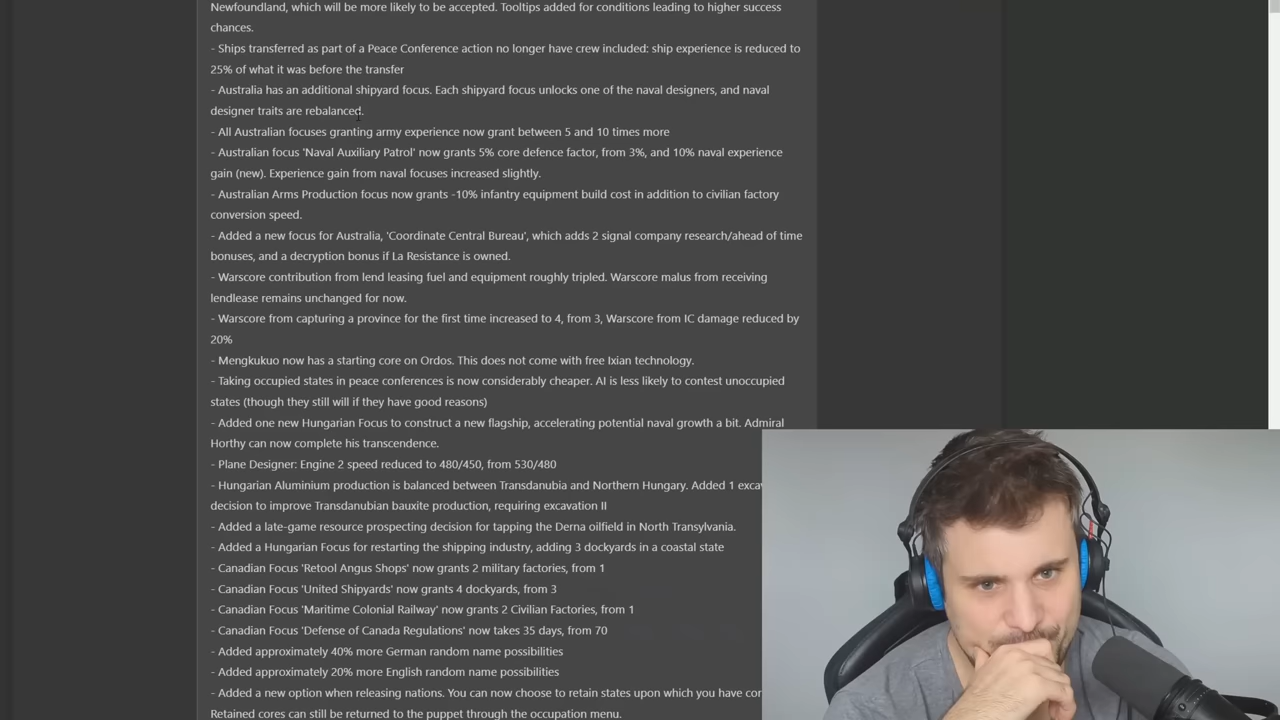 Newfoundland, which will be more likely to be accepted. Tooltips added for conditions leading to higher success
chances.
- Ships transferred as part of a Peace Conference action no longer have crew included: ship experience is reduced to
25% of what it was before the transfer
- Australia has an additional shipyard focus. Each shipyard focus unlocks one of the naval designers, and naval
designer traits are rebalanced.
- All Australian focuses granting army experience now grant between 5 and 10 times more
- Australian focus 'Naval Auxiliary Patrol' now grants 5% core defence factor, from 3%, and 10% naval experience
gain (new). Experience gain from naval focuses increased slightly.
- Australian Arms Production focus now grants -10% infantry equipment build cost in addition to civilian factory
conversion speed.
- Added a new focus for Australia, 'Coordinate Central Bureau', which adds 2 signal company research/ahead of time
bonuses, and a decryption bonus if La Resistance is owned.
- Warscore contribution from lend leasing fuel and equipment roughly tripled. Warscore malus from receiving
lendlease remains unchanged for now.
- Warscore from capturing a province for the first time increased to 4, from 3, Warscore from IC damage reduced by
20%
- Mengkukuo now has a starting core on Ordos. This does not come with free Ixian technology.
- Taking occupied states in peace conferences is now considerably cheaper. AI is less likely to contest unoccupied
states (though they still will if they have good reasons)
- Added one new Hungarian Focus to construct a new flagship, accelerating potential naval growth a bit. Admiral
Horthy can now complete his transcendence.
- Plane Designer: Engine 2 speed reduced to 480/450, from 530/480
- Hungarian Aluminium production is balanced between Transdanubia and Northern Hungary. Added 1
decision to improve Transdanubian bauxite production, requiring excavation II
- Added a late-game resource prospecting decision for tapping the Derna oilfield in North Transylvania.
- Added a Hungarian Focus for restarting the shipping industry, adding 3 dockyards in a coastal state
- Canadian Focus 'Retool Angus Shops' now grants 2 military factories, from 1
- Canadian Focus 'United Shipyards' now grants 4 dockyards, from 3
- Canadian Focus 'Maritime Colonial Railway' now grants 2 Civilian Factories, from 1
- Canadian Focus 'Defense of Canada Regulations' now takes 35 days, from 70
- Added approximately 40% more German random name possibilities
- Added approximately 20% more English random name possibilities
- Added a new option when releasing nations. You can now choose to retain states upon which you have
Retained cores can still be returned to the puppet through the occupation menu.